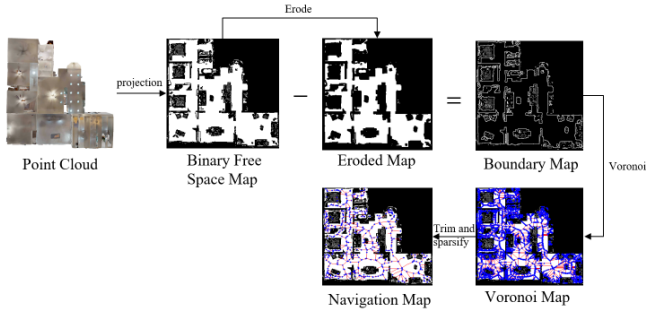 Erode
projection
Point Cloud
Binary Free
Space Map
Eroded Map
Boundary Map
Voronoi
Trim and
sparsify
Navigation Map
Voronoi Map